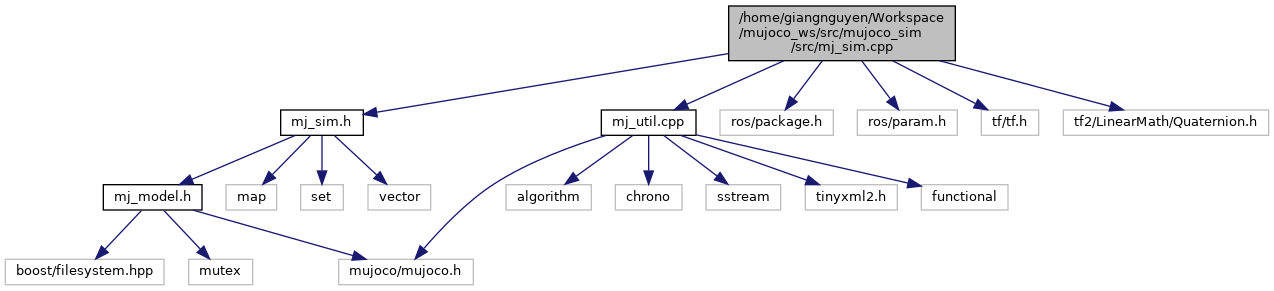 /home/giangnguyen/Workspace
/mujoco_ws/src/mujoco_sim
/src/mj_sim.cpp
mj_sim.h
mj_util.cpp
ros/package.h
ros/param.h
tf/tf.h
tf2/LinearMath/Quaternion.h
mj_model.h
map
set
vector
algorithm
chrono
sstream
tinyxml2.h
functional
boost/filesystem.hpp
mutex
mujoco/mujoco.h